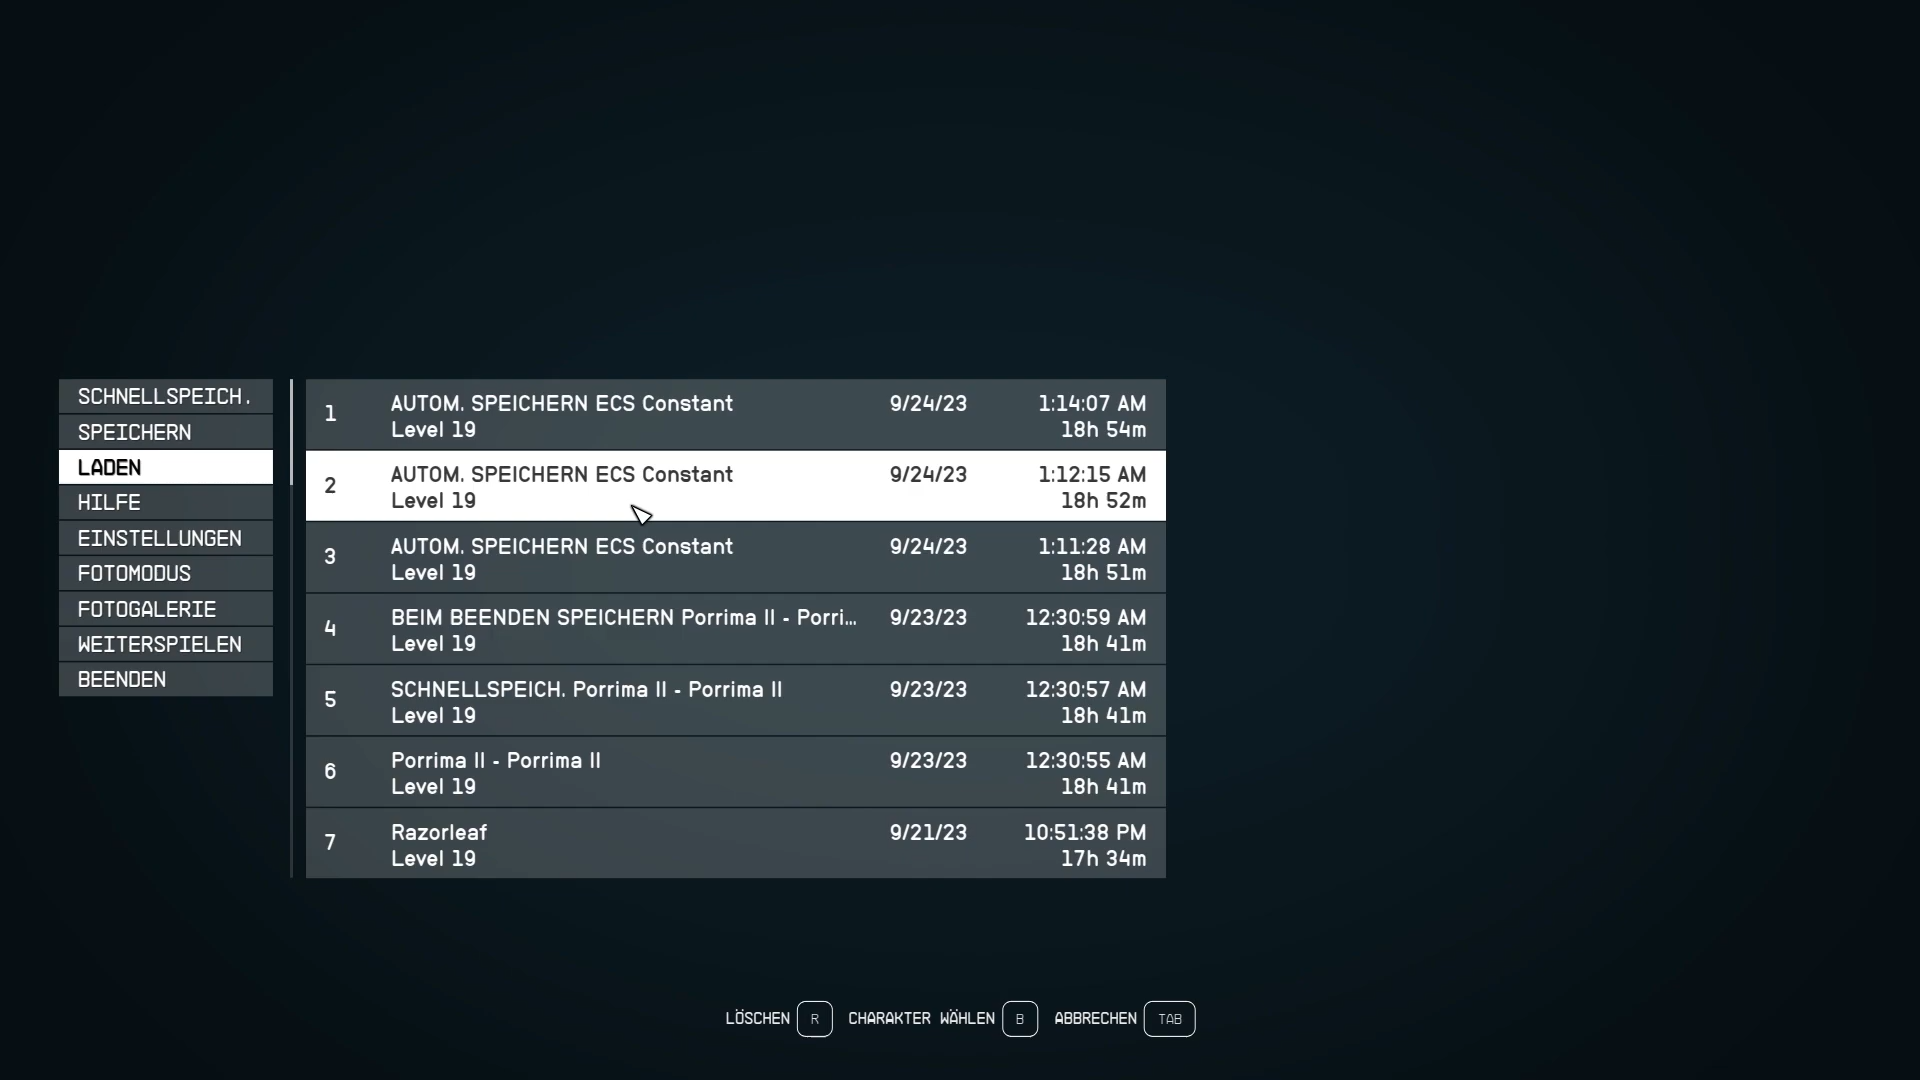 SCHNELLSPEICH.
SPEICHERN
LADEN
HILFE
EINSTELLUNGEN
FOTOMODUS
FOTOGALERIE
WEITERSPIELEN
BEENDEN
1 AUTOM. SPEICHERN ECS Constant 9/24/23 1:14:07 AM
Level 19 18h 54m
2 AUTOM. SPEICHERN ECS Constant 9/24/23 1:12:15 AM
Level 19 18h 52m
3 AUTOM. SPEICHERN ECS Constant 9/24/23 1:11:28 AM
Level 19 18h 51m
4 BEIM BEENDEN SPEICHERN Porrima II - Porri... 9/23/23 12:30:59 AM
Level 19 18h 41m
5 SCHNELLSPEICH. Porrima II - Porrima II 9/23/23 12:30:57 AM
Level 19 18h 41m
6 Porrima II - Porrima II 9/23/23 12:30:55 AM
Level 19 18h 41m
7 Razorleaf 9/21/23 10:51:38 PM
Level 19 17h 34m
LÖSCHEN R CHARAKTER WÄHLEN B ABBRECHEN TAB